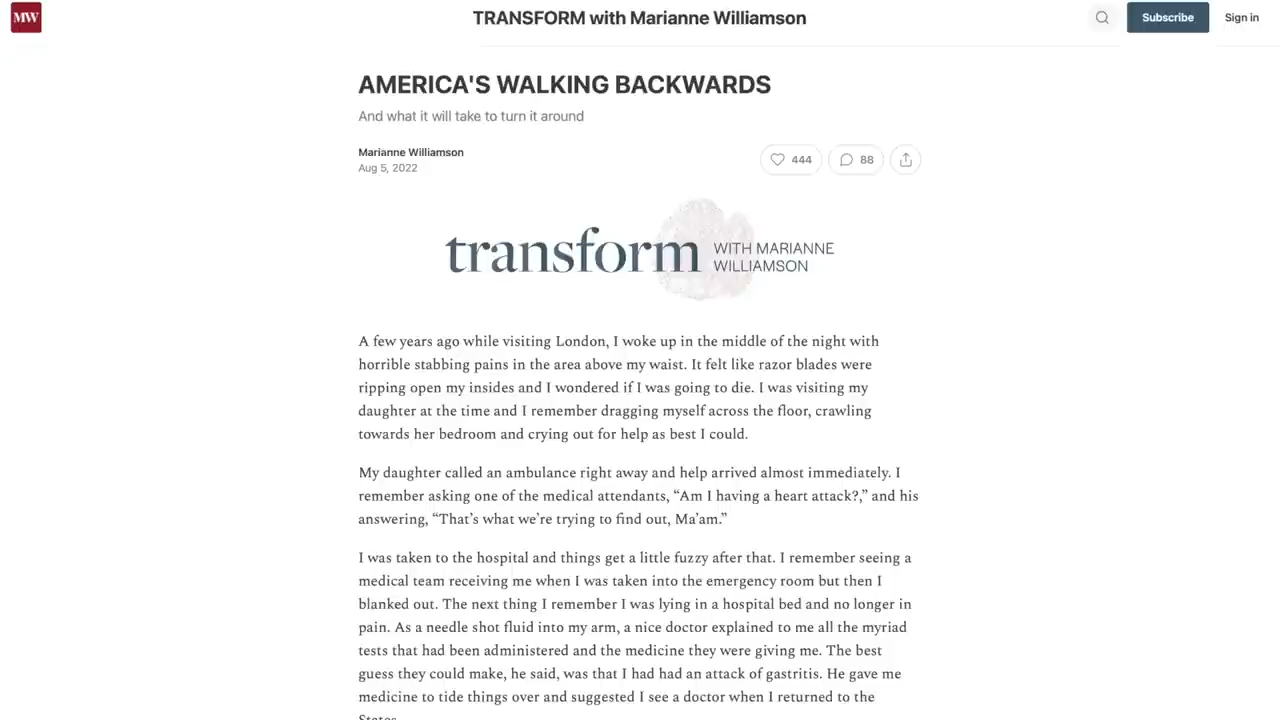 MW
TRANSFORM with Marianne Williamson
Subscribe
Sign in
AMERICA'S WALKING BACKWARDS
And what it will take to turn it around
Marianne Williamson
Aug 5, 2022
444
88
transform
WITH MARIANNE
WILLIAMSON
A few years ago while visiting London, I woke up in the middle of the night with
horrible stabbing pains in the area above my waist. It felt like razor blades were
ripping open my insides and I wondered if I was going to die. I was visiting my
daughter at the time and I remember dragging myself across the floor, crawling
towards her bedroom and crying out for help as best I could.
My daughter called an ambulance right away and help arrived almost immediately. I
remember asking one of the medical attendants, “Am I having a heart attack?,” and his
answering, “That’s what we’re trying to find out, Ma’am.”
I was taken to the hospital and things get a little fuzzy after that. I remember seeing a
medical team receiving me when I was taken into the emergency room but then I
blanked out. The next thing I remember I was lying in a hospital bed and no longer in
pain. As a needle shot fluid into my arm, a nice doctor explained to me all the myriad
tests that had been administered and the medicine they were giving me. The best
guess they could make, he said, was that I had had an attack of gastritis. He gave me
medicine to tide things over and suggested I see a doctor when I returned to the
States.